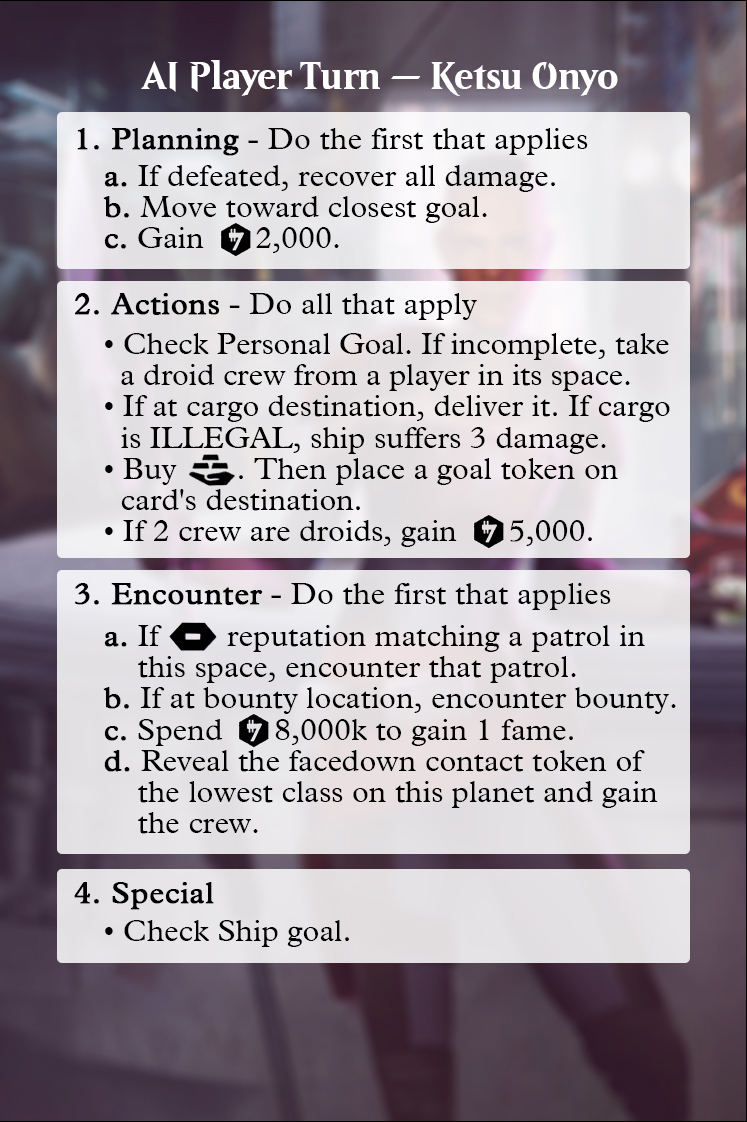 AI Player Turn — Ketsu Onyo
1. Planning - Do the first that applies
a. If defeated, recover all damage.
b. Move toward closest goal.
c. Gain 2,000.
2. Actions - Do all that apply
• Check Personal Goal. If incomplete, take
a droid crew from a player in its space.
• If at cargo destination, deliver it. If cargo
is ILLEGAL, ship suffers 3 damage.
• Buy . Then place a goal token on
card's destination.
• If 2 crew are droids, gain 5,000.
3. Encounter - Do the first that applies
a. If reputation matching a patrol in
this space, encounter that patrol.
b. If at bounty location, encounter bounty.
c. Spend 8,000k to gain 1 fame.
d. Reveal the facedown contact token of
the lowest class on this planet and gain
the crew.
4. Special
• Check Ship goal.